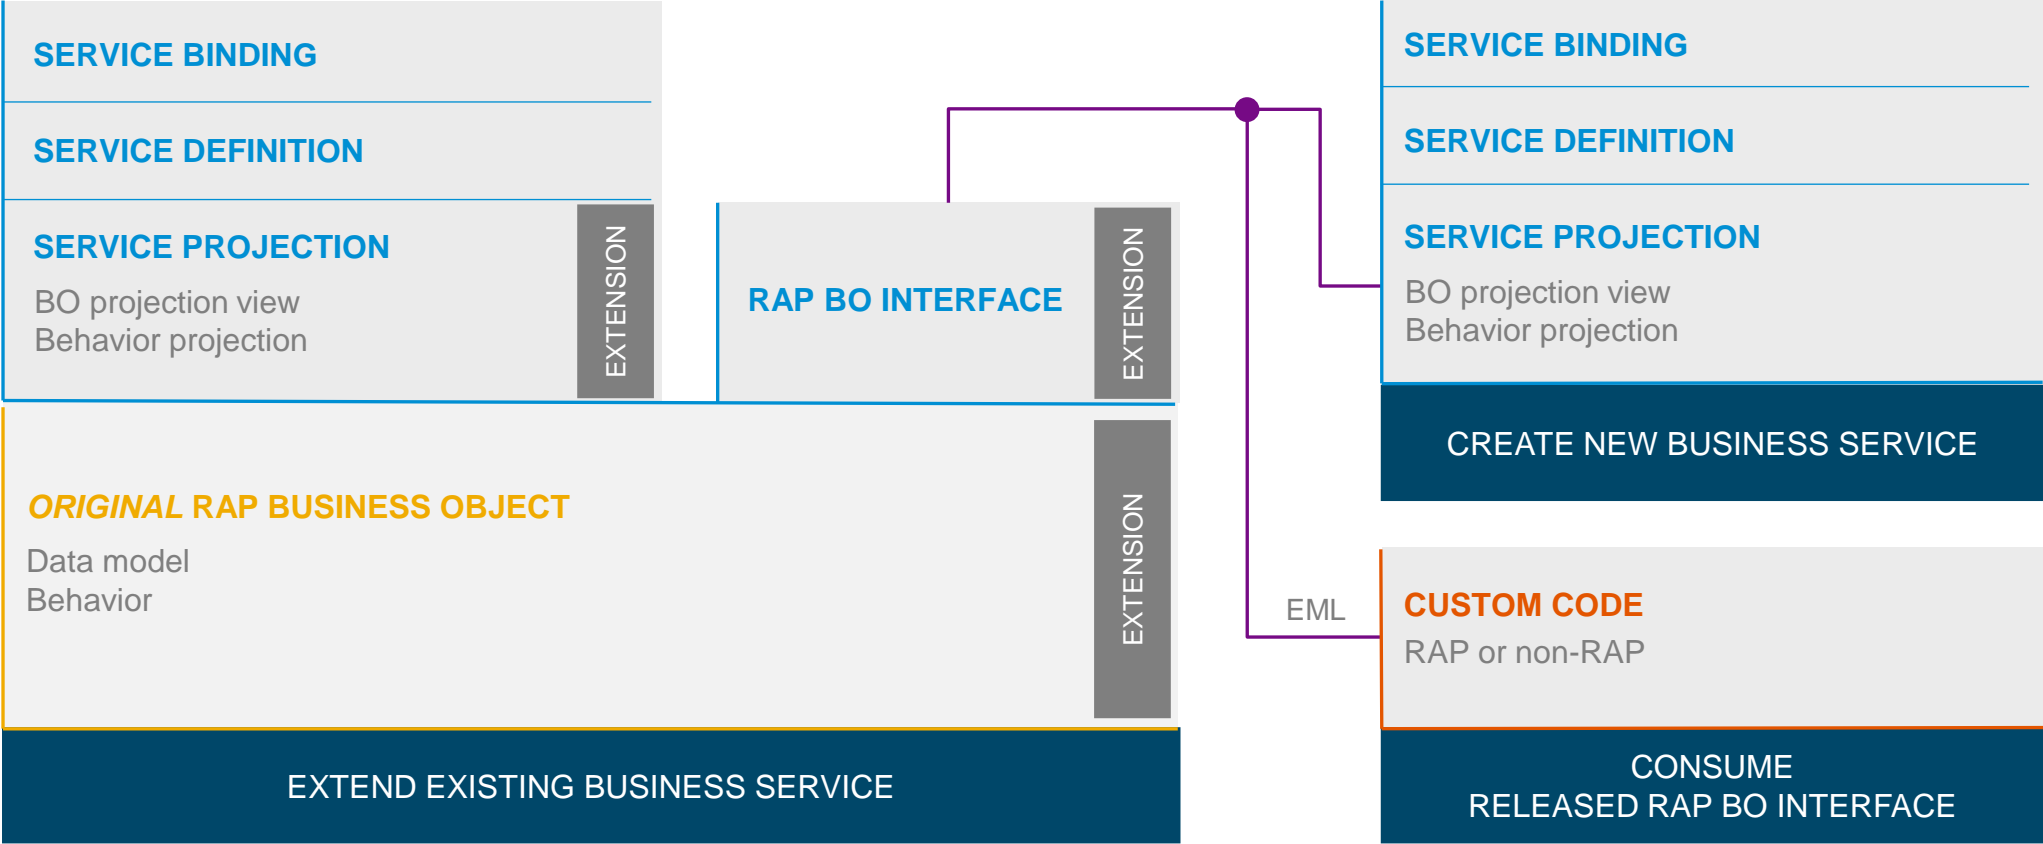 SERVICE BINDING
SERVICE DEFINITION
SERVICE PROJECTION
BO projection view
Behavior projection
EXTENSION
RAP BO INTERFACE
EXTENSION
ORIGINAL RAP BUSINESS OBJECT
Data model
Behavior
EXTENSION
EXTEND EXISTING BUSINESS SERVICE
SERVICE BINDING
SERVICE DEFINITION
SERVICE PROJECTION
BO projection view
Behavior projection
CREATE NEW BUSINESS SERVICE
EML
CUSTOM CODE
RAP or non-RAP
CONSUME
RELEASED RAP BO INTERFACE